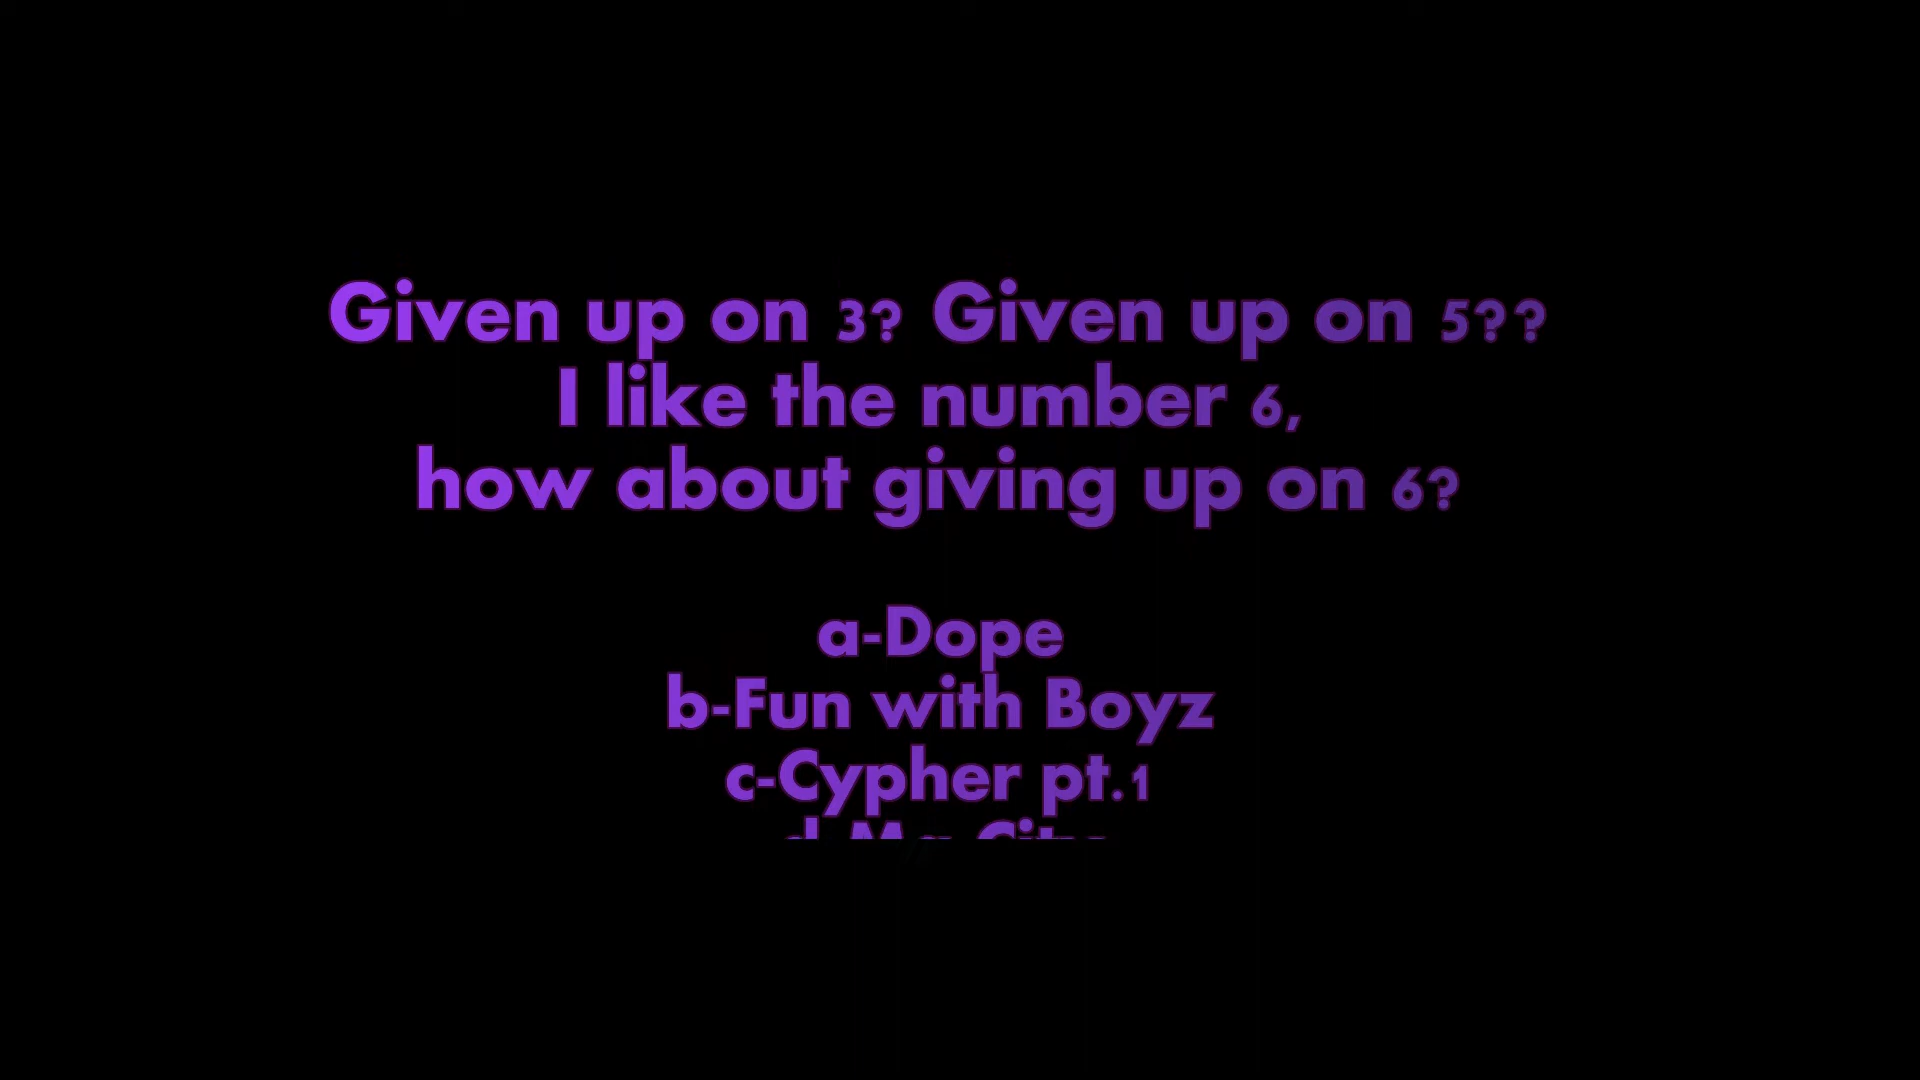 Given up on 3? Given up on 5??
I like the number 6,
how about giving up on 6?
a-Dope
b-Fun with Boyz
c-Cypher pt.1